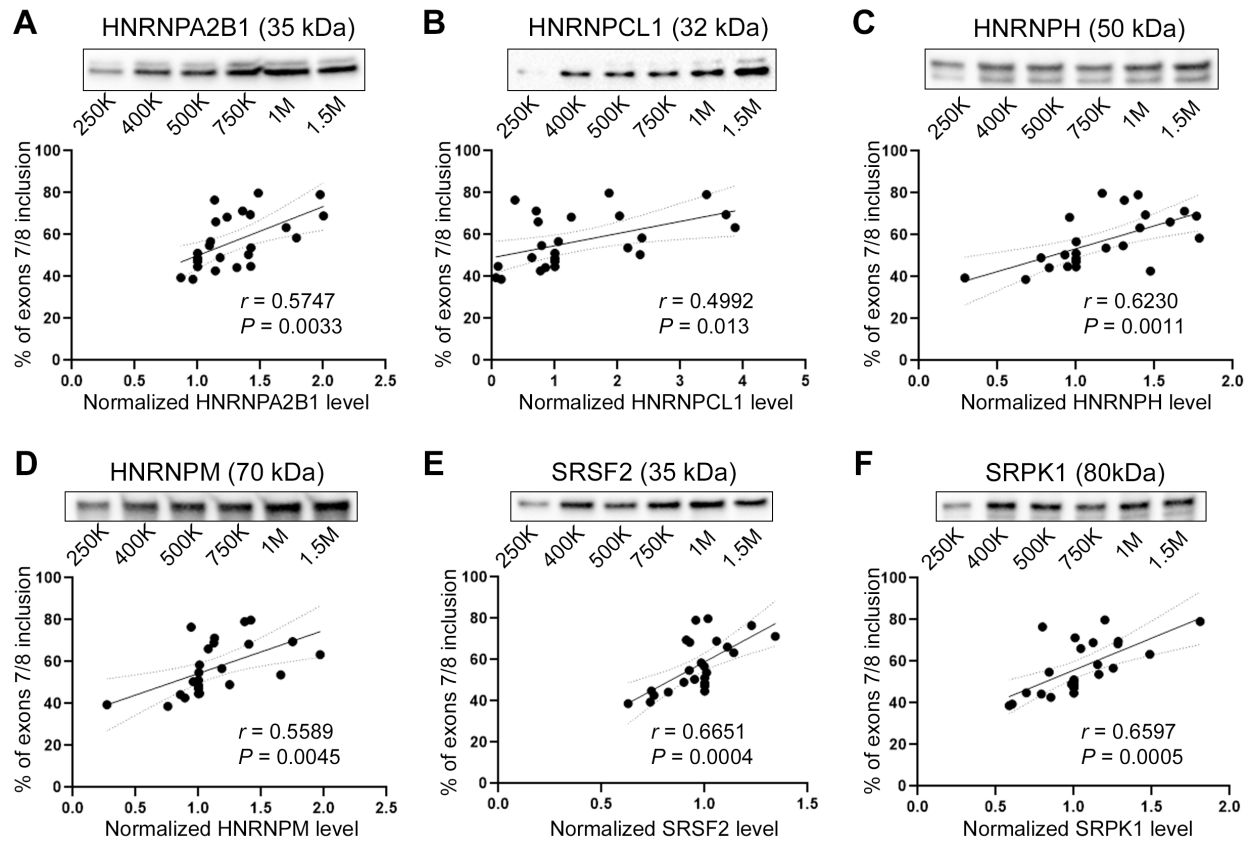 A
HNRNPA2B1 (35 kDa)
250K 400K 500K 750K 1M 1.5M
% of exons 7/8 inclusion
100
80
60
40
20
0
r = 0.5747
P = 0.0033
0.0 0.5 1.0 1.5 2.0 2.5
Normalized HNRNPA2B1 level
B
HNRNPCL1 (32 kDa)
250K 400K 500K 750K 1M 1.5M
% of exons 7/8 inclusion
100
80
60
40
20
0
r = 0.4992
P = 0.013
0 1 2 3 4 5
Normalized HNRNPCL1 level
C
HNRNPH (50 kDa)
250K 400K 500K 750K 1M 1.5M
% of exons 7/8 inclusion
100
80
60
40
20
0
r = 0.6230
P = 0.0011
0.0 0.5 1.0 1.5 2.0
Normalized HNRNPH level
D
HNRNPM (70 kDa)
250K 400K 500K 750K 1M 1.5M
% of exons 7/8 inclusion
100
80
60
40
20
0
r = 0.5589
P = 0.0045
0.0 0.5 1.0 1.5 2.0 2.5
Normalized HNRNPM level
E
SRSF2 (35 kDa)
250K 400K 500K 750K 1M 1.5M
% of exons 7/8 inclusion
100
80
60
40
20
0
r = 0.6651
P = 0.0004
0.0 0.5 1.0 1.5
Normalized SRSF2 level
F
SRPK1 (80kDa)
250K 400K 500K 750K 1M 1.5M
% of exons 7/8 inclusion
100
80
60
40
20
0
r = 0.6597
P = 0.0005
0.0 0.5 1.0 1.5 2.0
Normalized SRPK1 level